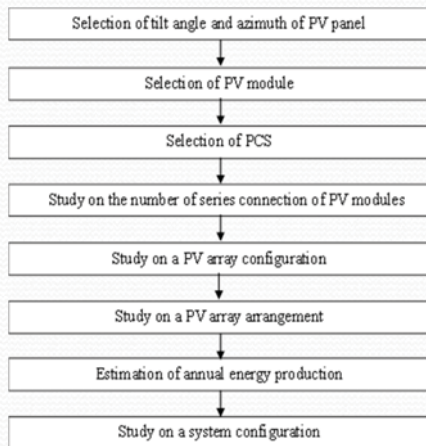 Selection of tilt angle and azimuth of PV panel
Selection of PV module
Selection of PCS
Study on the number of series connection of PV modules
Study on a PV array configuration
Study on a PV array arrangement
Estimation of annual energy production
Study on a system configuration